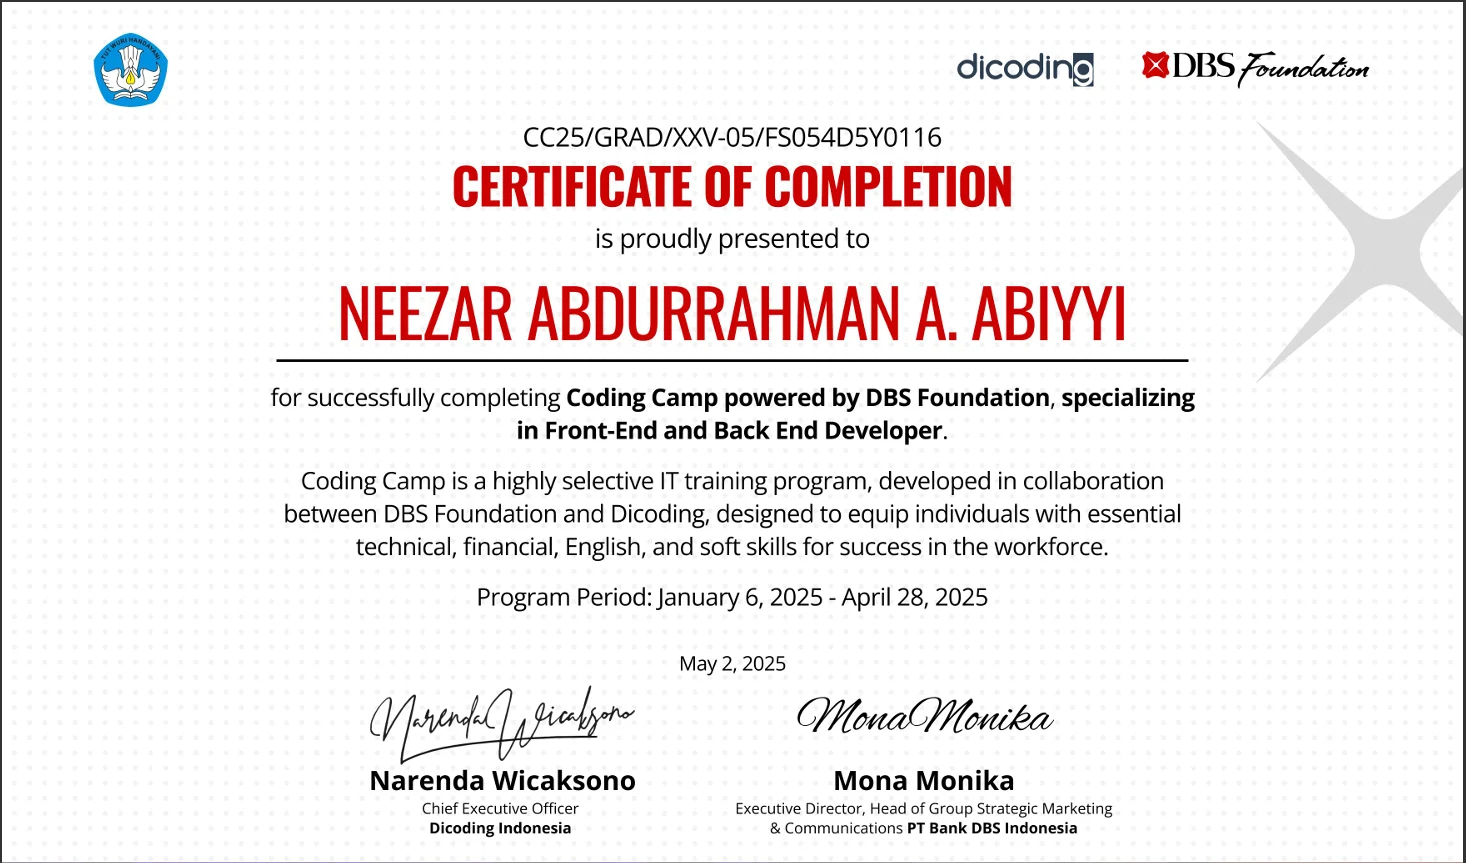 TUT WURI HANDAYANI
dicoding
DBS Foundation
CC25/GRAD/XXV-05/FS054D5Y0116
CERTIFICATE OF COMPLETION
is proudly presented to
NEEZAR ABDURRAHMAN A. ABIYYI
for successfully completing Coding Camp powered by DBS Foundation, specializing
in Front-End and Back End Developer.
Coding Camp is a highly selective IT training program, developed in collaboration
between DBS Foundation and Dicoding, designed to equip individuals with essential
technical, financial, English, and soft skills for success in the workforce.
Program Period: January 6, 2025 - April 28, 2025
May 2, 2025
Narenda Wicaksono
Mona Monika
Narenda Wicaksono
Chief Executive Officer
Dicoding Indonesia
Mona Monika
Executive Director, Head of Group Strategic Marketing
& Communications PT Bank DBS Indonesia